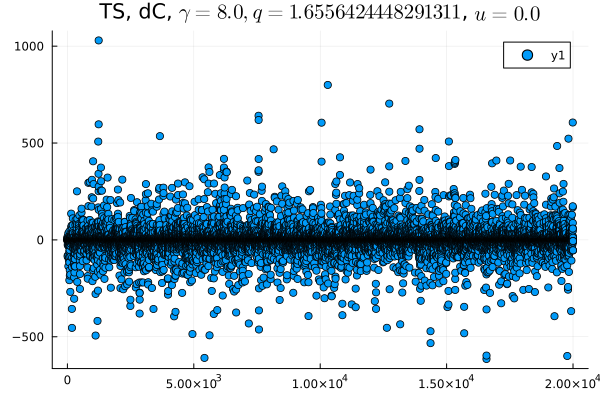 TS, dC, γ = 8.0, q = 1.6556424448291311, u = 0.0
y1
1000
500
0
−500
0 5.00×10³ 1.00×10⁴ 1.50×10⁴ 2.00×10⁴